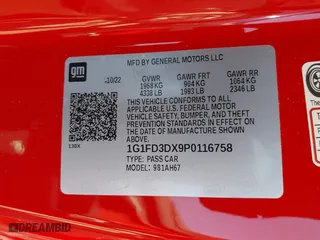 MFD BY GENERAL MOTORS LLC
gm
-10/22 GVWR GAWR FRT GAWR RR
1968 KG 904 KG 1064 KG
4338 LB 1993 LB 2346 LB
THIS VEHICLE CONFORMS TO ALL
APPLICABLE U.S. FEDERAL MOTOR
VEHICLE SAFETY, BUMPER, AND THEFT
PREVENTION STANDARDS IN EFFECT ON
THE DATE OF MANUFACTURE SHOWN ABOVE.
130X
1G1FD3DX9P0116758
TYPE: PASS CAR
MODEL: 981AH67
DREAMBID